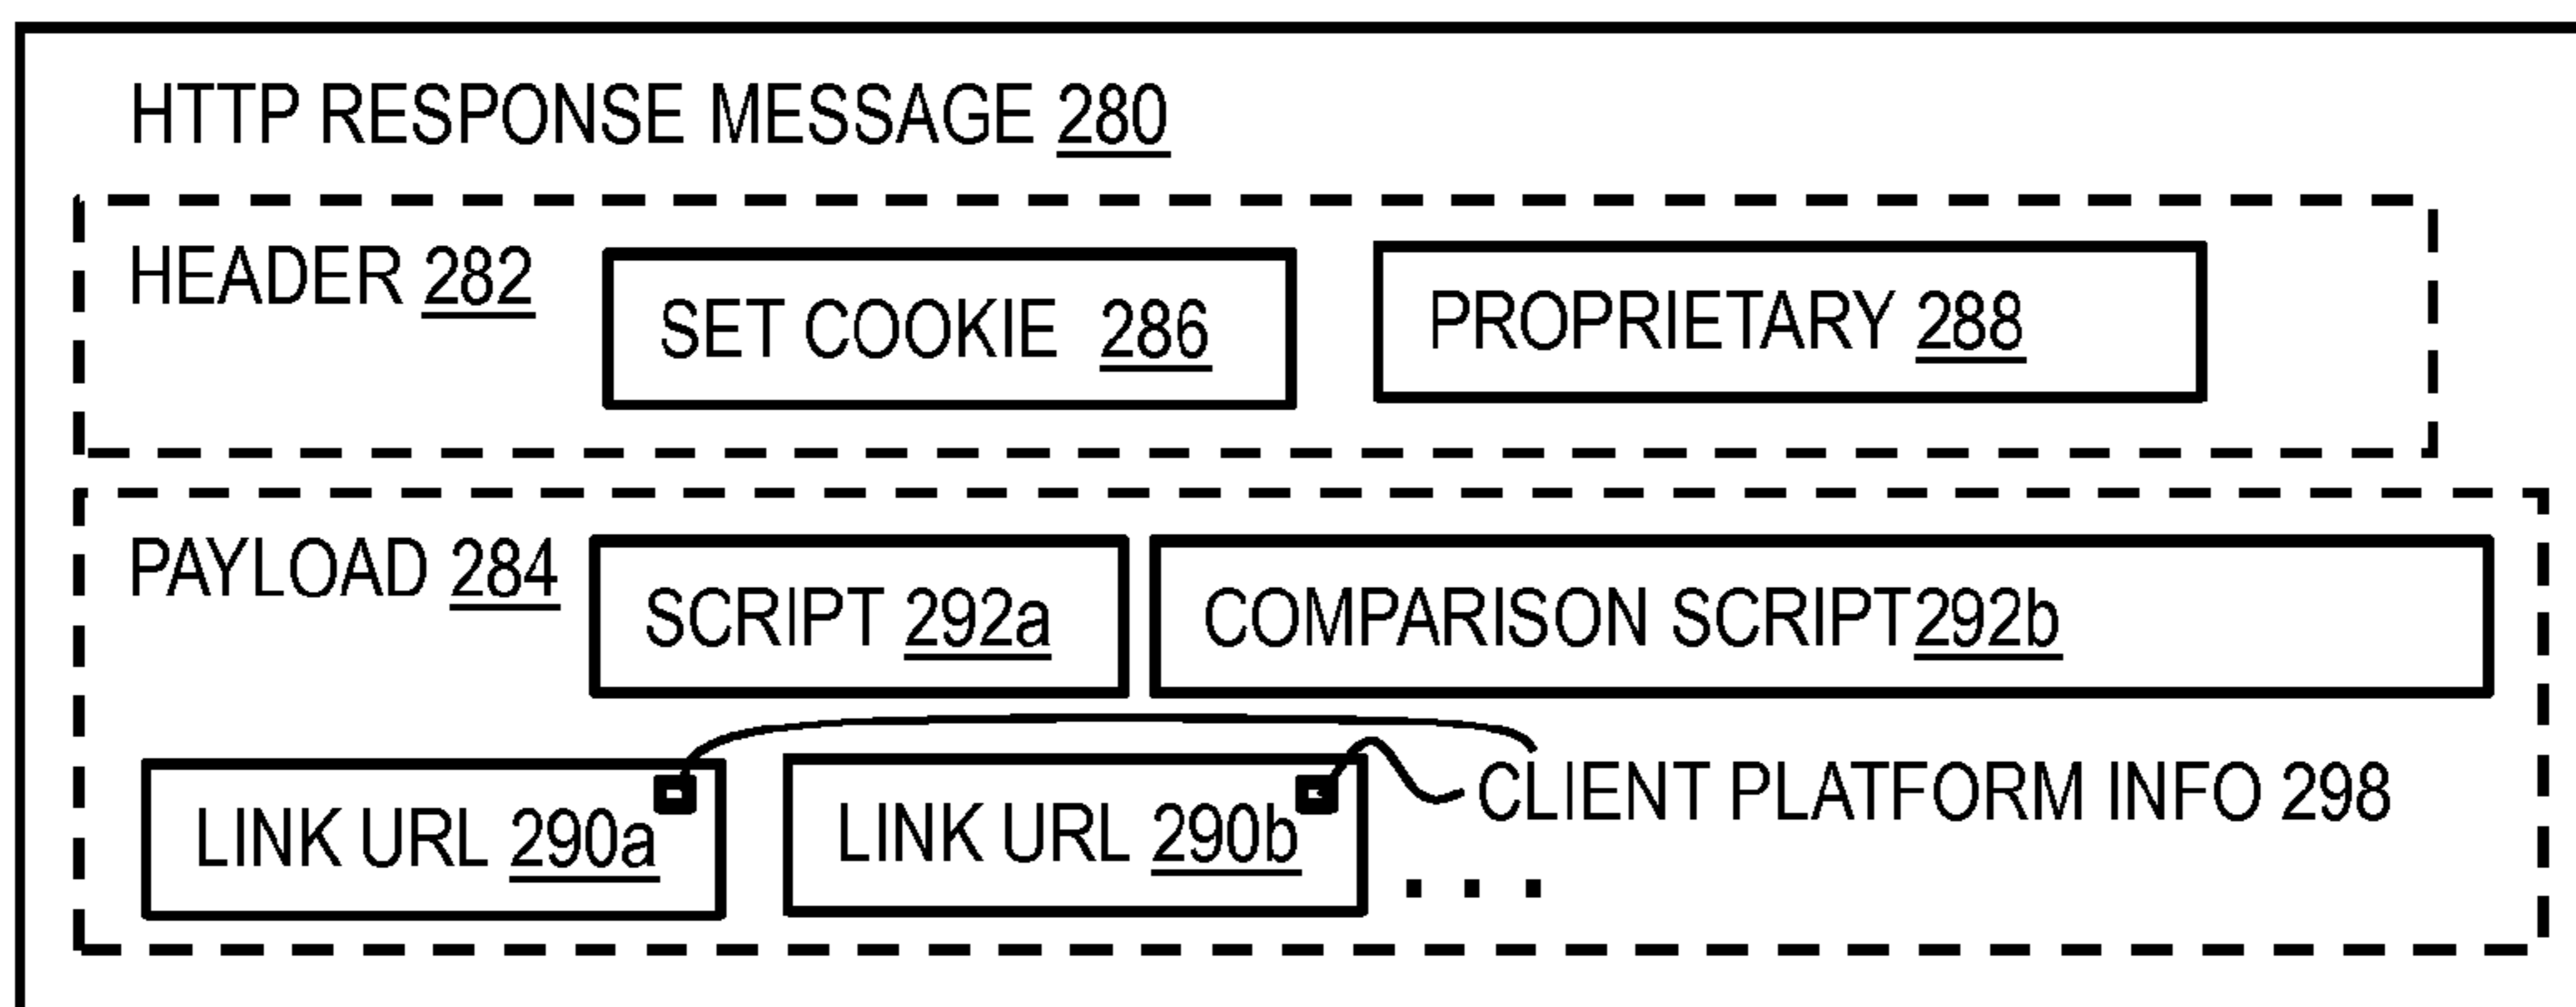 HTTP RESPONSE MESSAGE 280
HEADER 282
SET COOKIE 286
PROPRIETARY 288
PAYLOAD 284
SCRIPT 292a
COMPARISON SCRIPT292b
LINK URL 290a
LINK URL 290b
CLIENT PLATFORM INFO 298
. . .